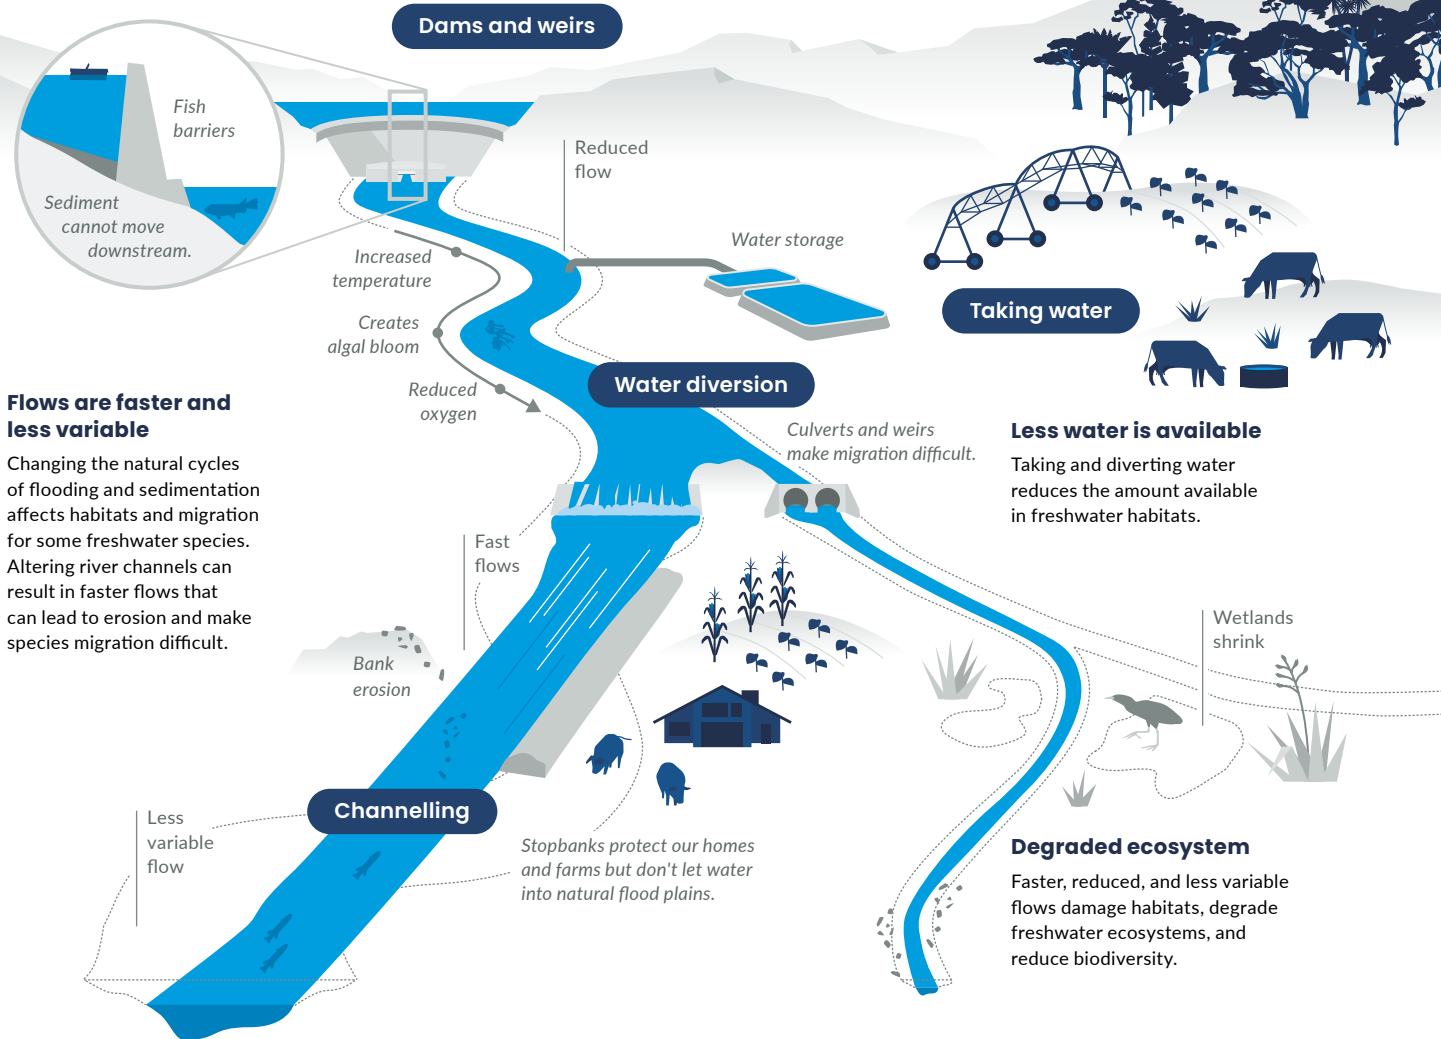 Dams and weirs
Fish
barriers
Sediment
cannot move
downstream.
Reduced
flow
Water storage
Increased
temperature
Creates
algal bloom
Reduced
oxygen
Taking water
Water diversion
Flows are faster and
less variable
Changing the natural cycles
of flooding and sedimentation
affects habitats and migration
for some freshwater species.
Altering river channels can
result in faster flows that
can lead to erosion and make
species migration difficult.
Culverts and weirs
make migration difficult.
Less water is available
Taking and diverting water
reduces the amount available
in freshwater habitats.
Fast
flows
Bank
erosion
Wetlands
shrink
Channelling
Less
variable
flow
Stopbanks protect our homes
and farms but don't let water
into natural flood plains.
Degraded ecosystem
Faster, reduced, and less variable
flows damage habitats, degrade
freshwater ecosystems, and
reduce biodiversity.